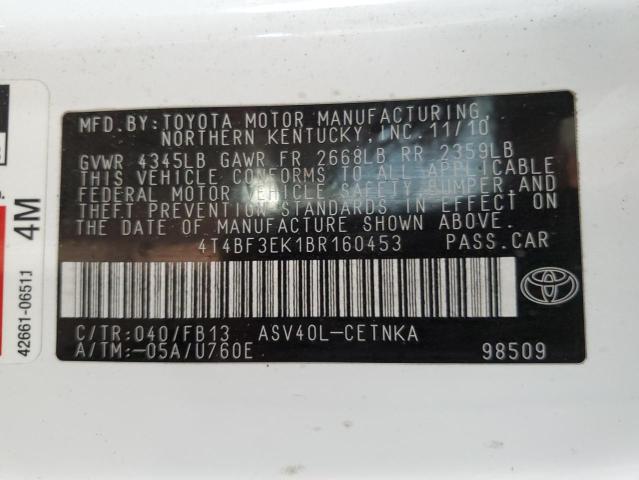 MFD.BY:TOYOTA MOTOR MANUFACTURING,
NORTHERN KENTUCKY,INC.11/10
GVWR 4345LB GAWR FR 2668LB RR 2359LB
THIS VEHICLE CONFORMS TO ALL APPLICABLE
FEDERAL MOTOR VEHICLE SAFETY,BUMPER,AND
THEFT PREVENTION STANDARDS IN EFFECT ON
THE DATE OF MANUFACTURE SHOWN ABOVE.
4T4BF3EK1BR160453 PASS.CAR
C/TR:040/FB13 ASV40L-CETNKA
A/TM:-05A/U760E 98509
TOYOTA
4M
42661-06511